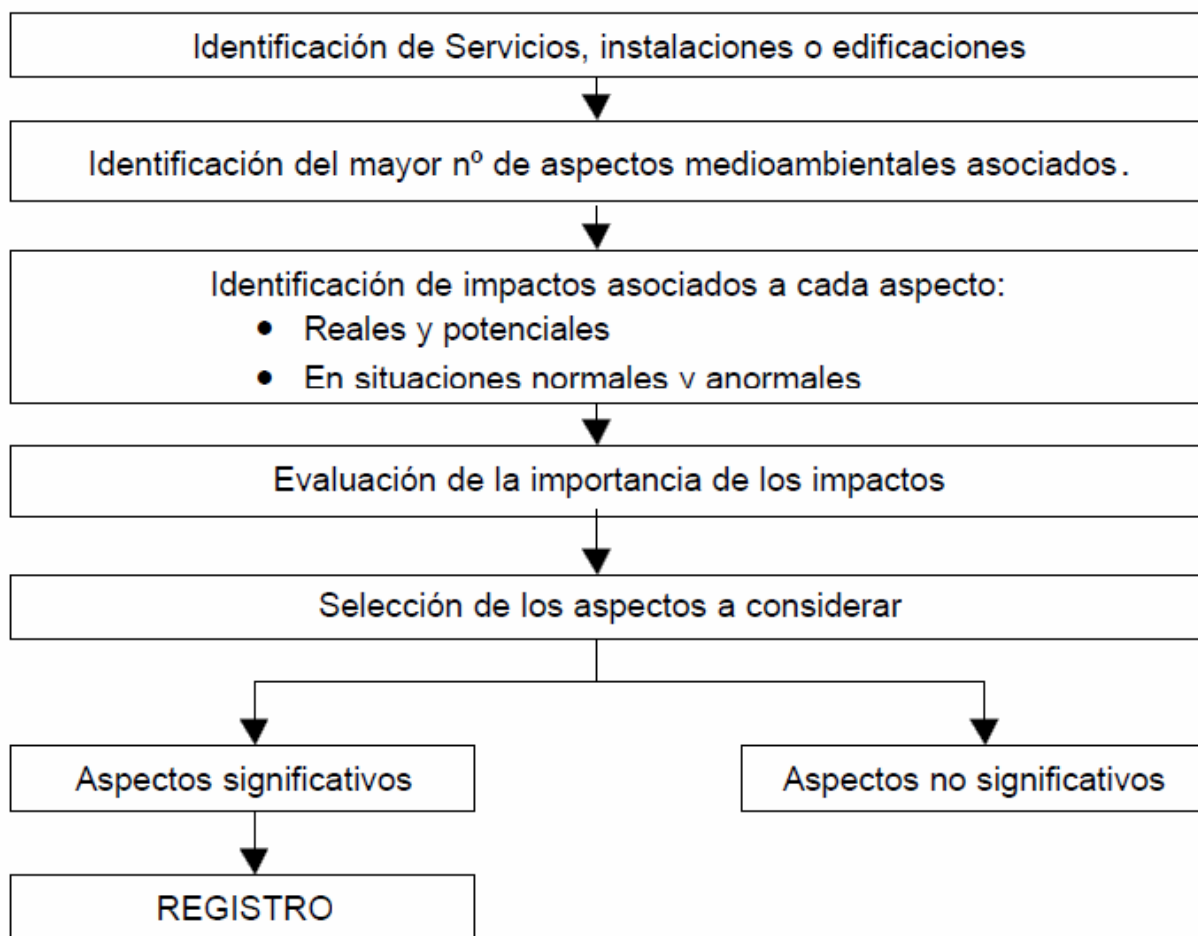 Identificación de Servicios, instalaciones o edificaciones
Identificación del mayor nº de aspectos medioambientales asociados.
Identificación de impactos asociados a cada aspecto:
• Reales y potenciales
• En situaciones normales y anormales
Evaluación de la importancia de los impactos
Selección de los aspectos a considerar
Aspectos significativos
Aspectos no significativos
REGISTRO